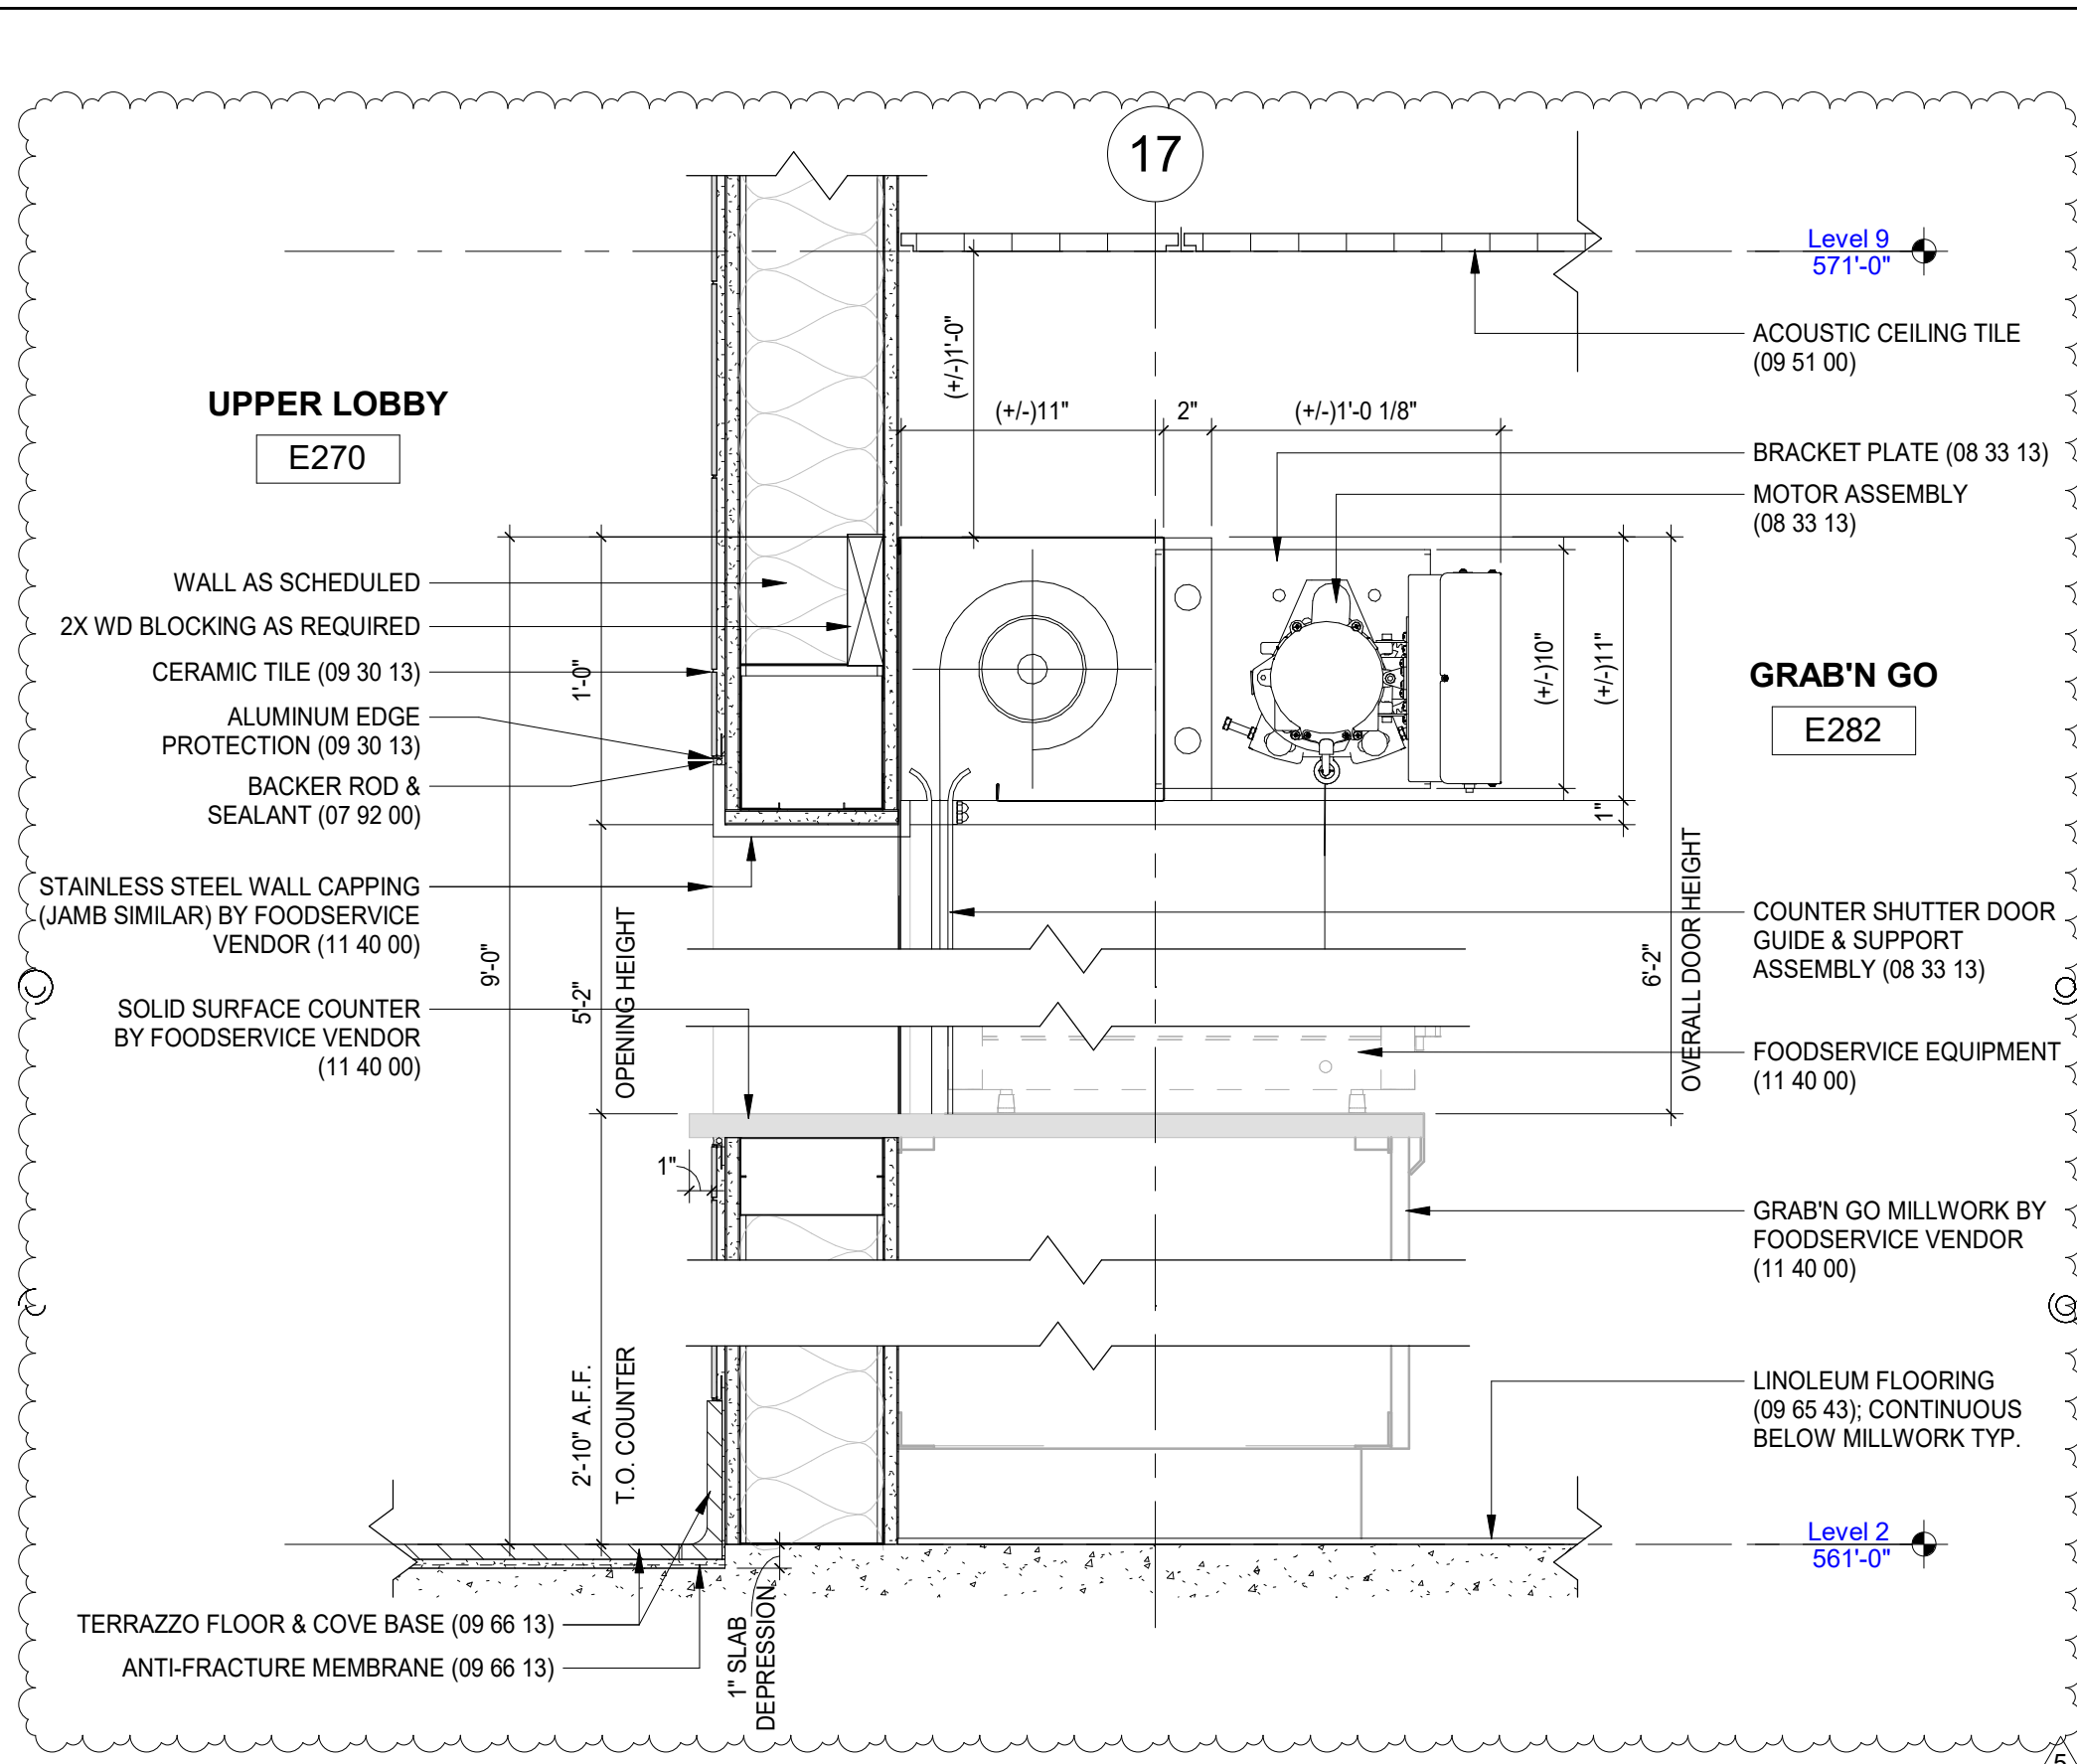 17
Level 9
571'-0"
ACOUSTIC CEILING TILE
(09 51 00)
(+/-)1'-0"
(+/-)11"
2"
(+/-)1'-0 1/8"
UPPER LOBBY
E270
BRACKET PLATE (08 33 13)
MOTOR ASSEMBLY
(08 33 13)
WALL AS SCHEDULED
2X WD BLOCKING AS REQUIRED
CERAMIC TILE (09 30 13)
ALUMINUM EDGE
PROTECTION (09 30 13)
BACKER ROD &
SEALANT (07 92 00)
STAINLESS STEEL WALL CAPPING
(JAMB SIMILAR) BY FOODSERVICE
VENDOR (11 40 00)
SOLID SURFACE COUNTER
BY FOODSERVICE VENDOR
(11 40 00)
9'-0"
1'-0"
5'-2"
OPENING HEIGHT
2'-10" A.F.F.
T.O. COUNTER
1"
(+/-)10"
(+/-)11"
1"
6'-2"
OVERALL DOOR HEIGHT
GRAB'N GO
E282
COUNTER SHUTTER DOOR
GUIDE & SUPPORT
ASSEMBLY (08 33 13)
FOODSERVICE EQUIPMENT
(11 40 00)
GRAB'N GO MILLWORK BY
FOODSERVICE VENDOR
(11 40 00)
LINOLEUM FLOORING
(09 65 43); CONTINUOUS
BELOW MILLWORK TYP.
Level 2
561'-0"
TERRAZZO FLOOR & COVE BASE (09 66 13)
ANTI-FRACTURE MEMBRANE (09 66 13)
1" SLAB
DEPRESSION
5